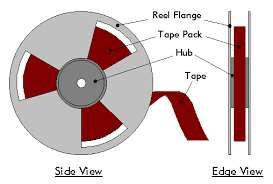 Reel Flange
Tape Pack
Hub
Tape
Side View
Edge View